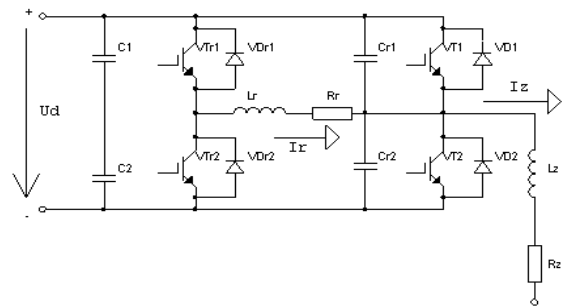 +
C1
VTr1
VDr1
Cr1
VT1
VD1
Iz
Lr
Rr
Ud
Ir
C2
VTr2
VDr2
Cr2
VT2
VD2
Lz
-
Rz